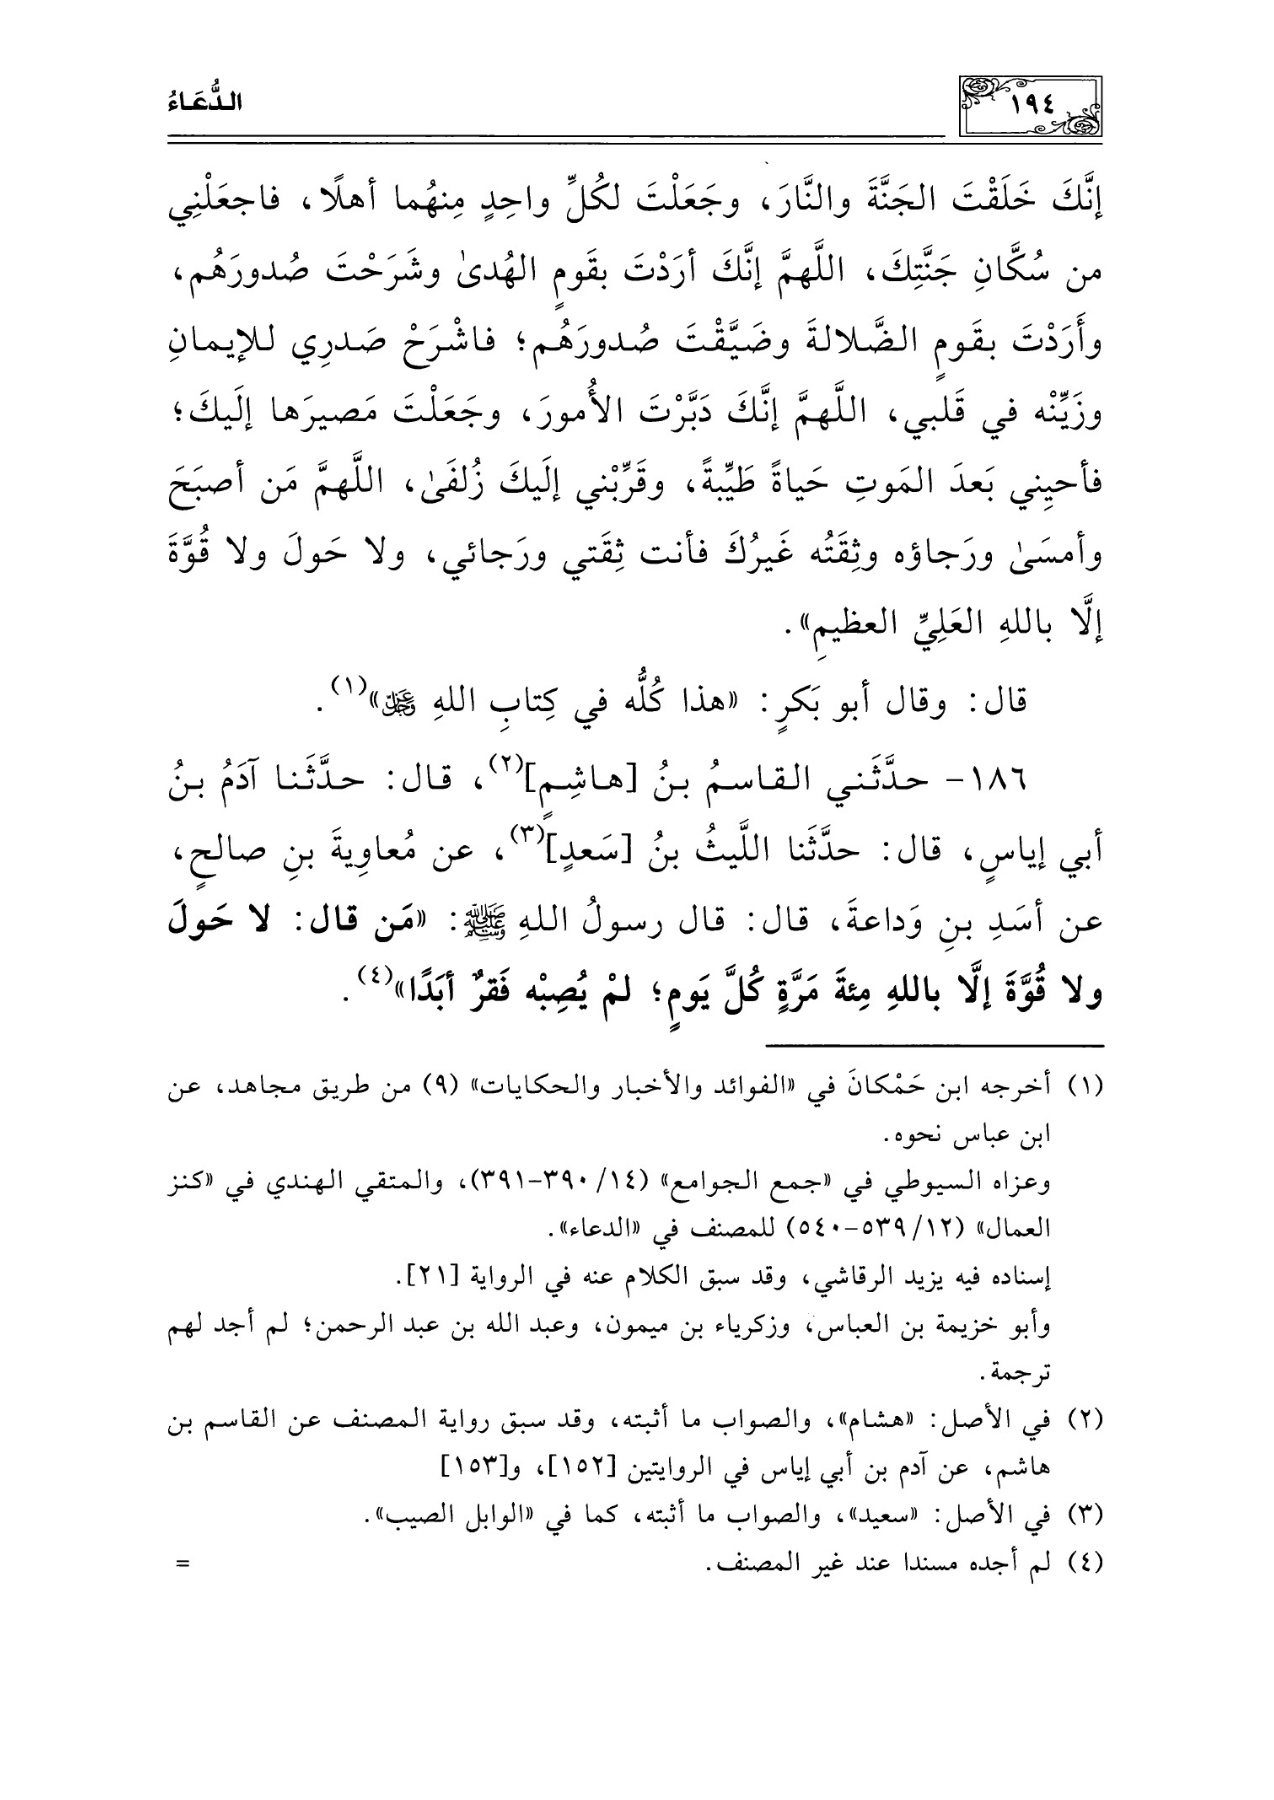 ١٩٤
الدُّعَاءُ
إنَّكَ خَلَقْتَ الجَنَّةَ والنَّارَ، وجَعَلْتَ لكُلِّ واحِدٍ مِنهُما أهلًا، فاجعَلْنِي
من سُكَّانِ جَنَّتِكَ، اللَّهمَّ إنَّكَ أرَدْتَ بقَومٍ الهُدىٰ وشَرَحْتَ صُدورَهُم،
وأَرَدْتَ بقَومٍ الضَّلالةَ وضَيَّقْتَ صُدورَهُم؛ فاشْرَحْ صَدرِي للإيمانِ
وزَيِّنْه في قَلبي، اللَّهمَّ إنَّكَ دَبَّرْتَ الأُمورَ، وجَعَلْتَ مَصيرَها إلَيكَ؛
فأحيِني بَعدَ المَوتِ حَياةً طَيِّبةً، وقَرِّبْني إلَيكَ زُلفَىٰ، اللَّهمَّ مَن أصبَحَ
وأمسَىٰ ورَجاؤه وثِقَتُه غَيرُكَ فأنت ثِقَتي ورَجائي، ولا حَولَ ولا قُوَّةَ
إلَّا باللهِ العَلِيِّ العظيمِ».
قال: وقال أبو بَكرٍ: «هذا كُلُّه في كِتابِ اللهِ عَزَّ وَجَلَّ»(١).
١٨٦- حدَّثَني القاسمُ بنُ [هاشِمٍ](٢)، قال: حدَّثَنا آدَمُ بنُ
أبي إياسٍ، قال: حدَّثَنا اللَّيثُ بنُ [سَعدٍ](٣)، عن مُعاوِيةَ بنِ صالحٍ،
عن أسَدِ بنِ وَداعةَ، قال: قال رسولُ اللهِ ﷺ: «مَن قال: لا حَولَ
ولا قُوَّةَ إلَّا باللهِ مِئةَ مَرَّةٍ كُلَّ يَومٍ؛ لمْ يُصِبْه فَقرٌ أبَدًا»(٤).
(١) أخرجه ابن حَمْكانَ في «الفوائد والأخبار والحكايات» (٩) من طريق مجاهد، عن
ابن عباس نحوه.
وعزاه السيوطي في «جمع الجوامع» (١٤/ ٣٩٠-٣٩١)، والمتقي الهندي في «كنز
العمال» (١٢/ ٥٣٩-٥٤٠) للمصنف في «الدعاء».
إسناده فيه يزيد الرقاشي، وقد سبق الكلام عنه في الرواية [٢١].
وأبو خزيمة بن العباس، وزكرياء بن ميمون، وعبد الله بن عبد الرحمن؛ لم أجد لهم
ترجمة.
(٢) في الأصل: «هشام»، والصواب ما أثبته، وقد سبق رواية المصنف عن القاسم بن
هاشم، عن آدم بن أبي إياس في الروايتين [١٥٢]، و[١٥٣]
(٣) في الأصل: «سعيد»، والصواب ما أثبته، كما في «الوابل الصيب».
(٤) لم أجده مسندا عند غير المصنف. =